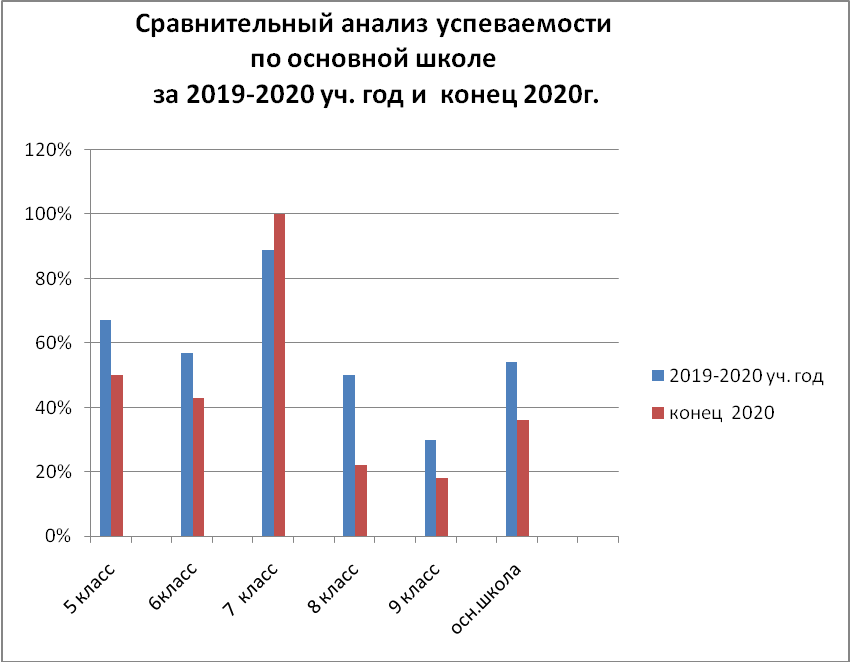 Сравнительный анализ успеваемости
по основной школе
за 2019-2020 уч. год и конец 2020г.
120%
100%
80%
60%
40%
20%
0%
5 класс
6класс
7 класс
8 класс
9 класс
осн.школа
2019-2020 уч. год
конец 2020